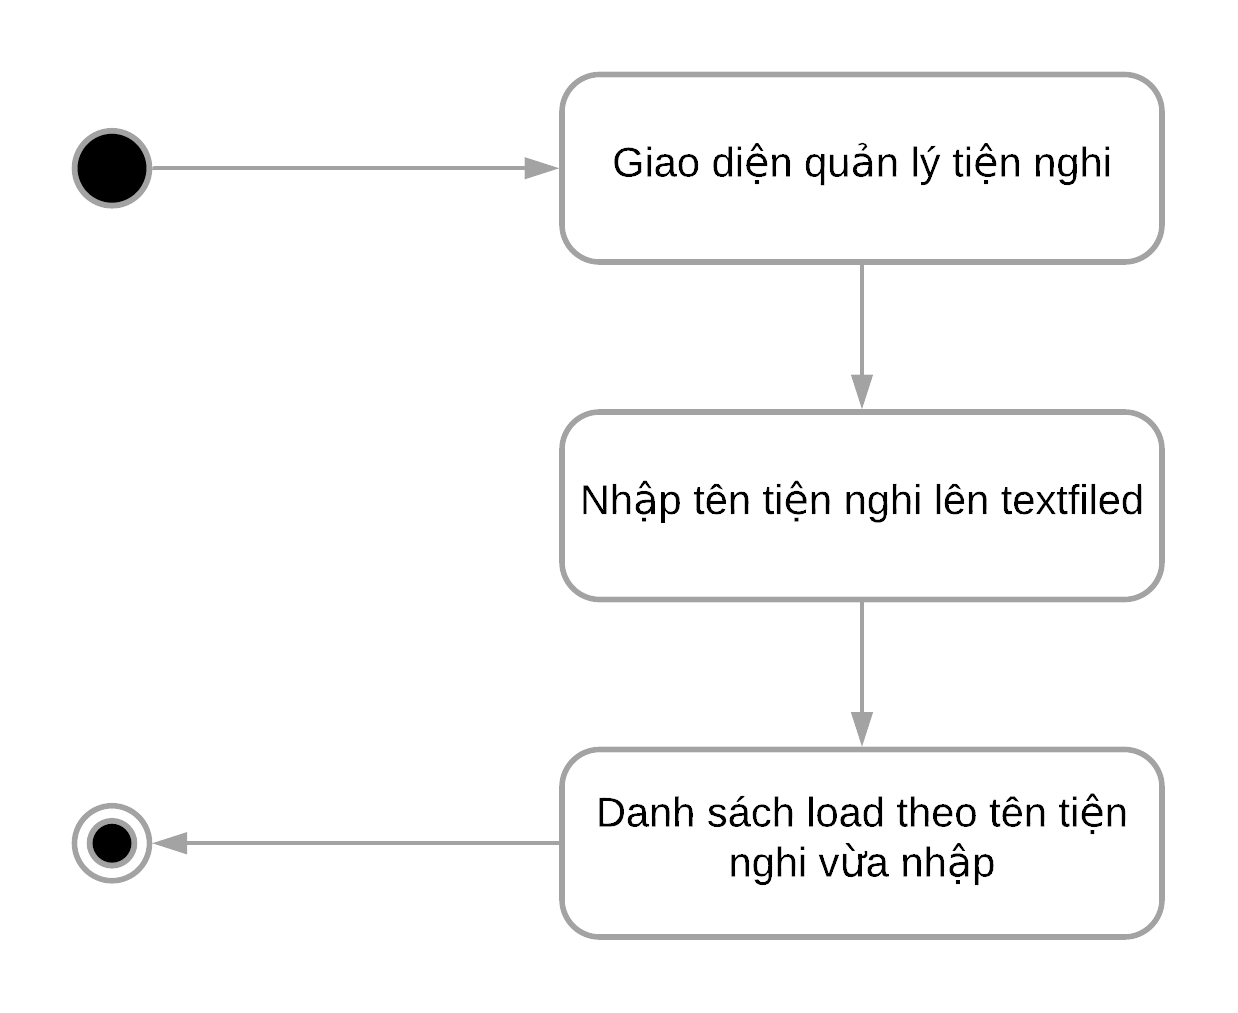 Giao diện quản lý tiện nghi
Nhập tên tiện nghi lên textfiled
Danh sách load theo tên tiện
nghi vừa nhập